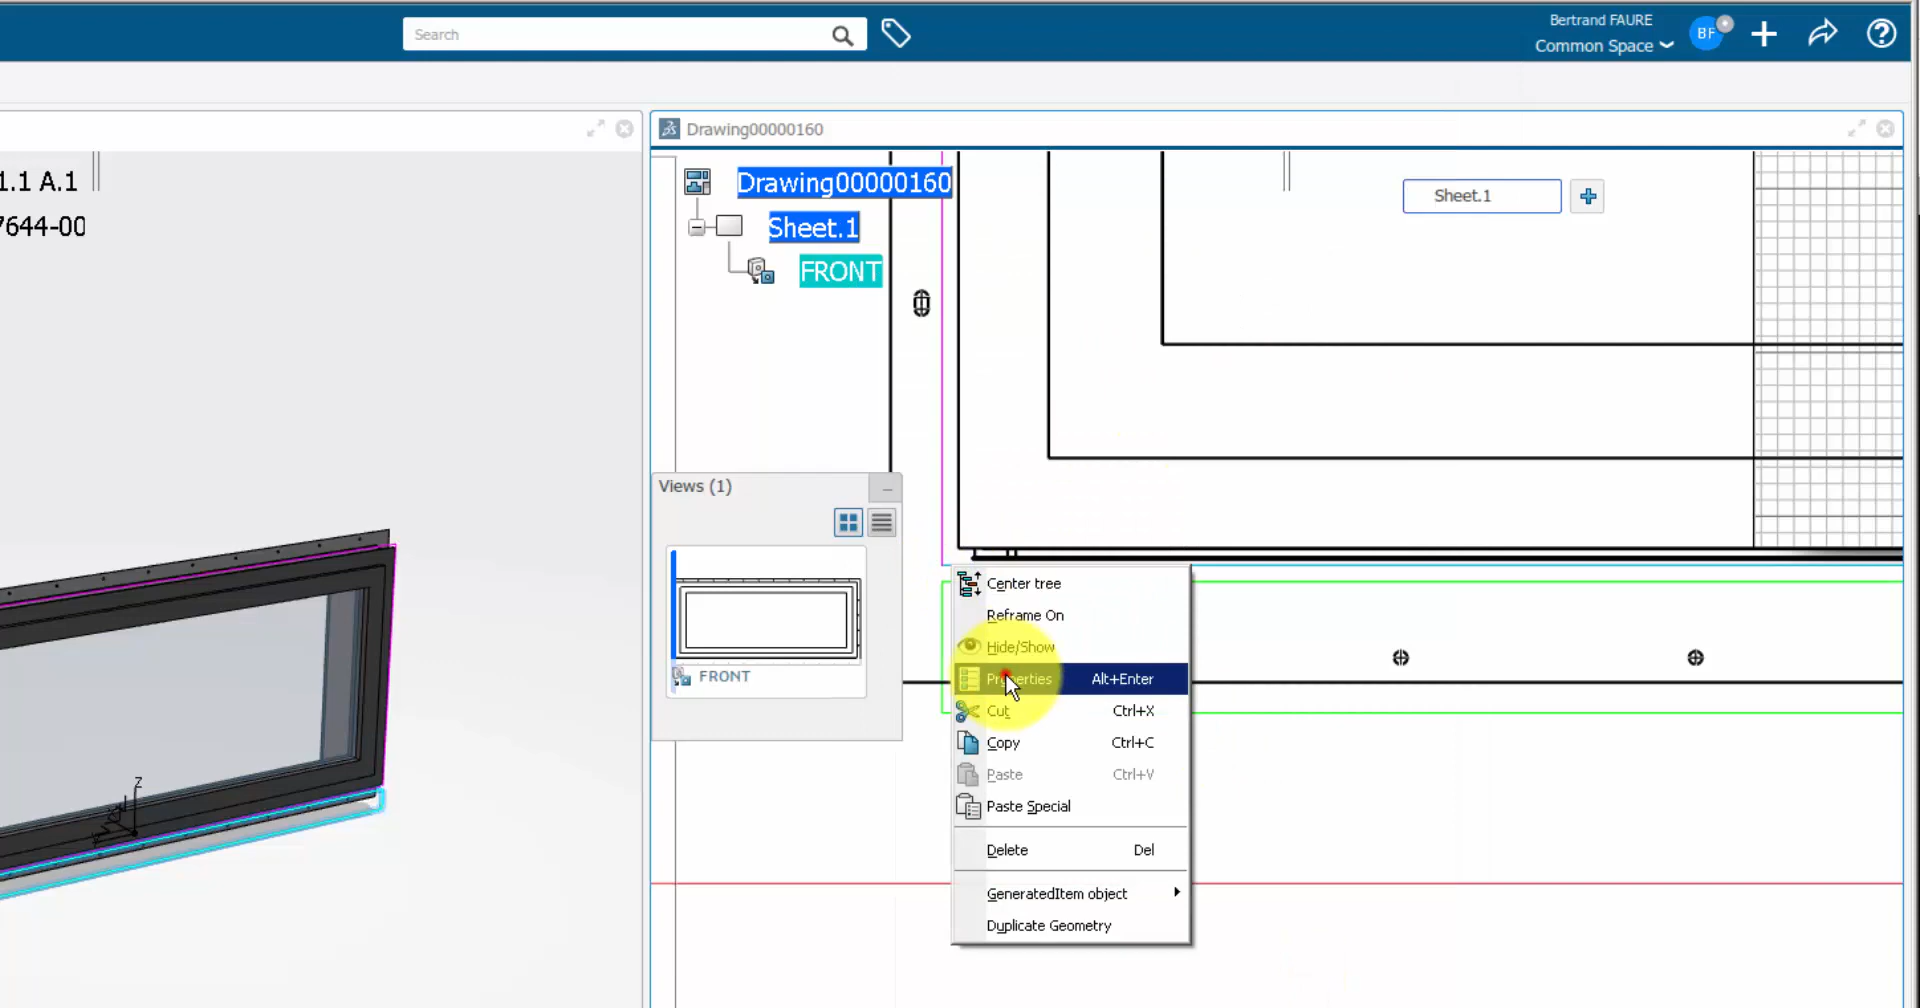 Search
Bertrand FAURE
Common Space
BF
Drawing00000160
1.1 A.1
7644-00
Drawing00000160
Sheet.1
FRONT
Sheet.1
Views (1)
FRONT
Center tree
Reframe On
Hide/Show
Properties Alt+Enter
Cut Ctrl+X
Copy Ctrl+C
Paste Ctrl+V
Paste Special
Delete Del
GeneratedItem object
Duplicate Geometry
z